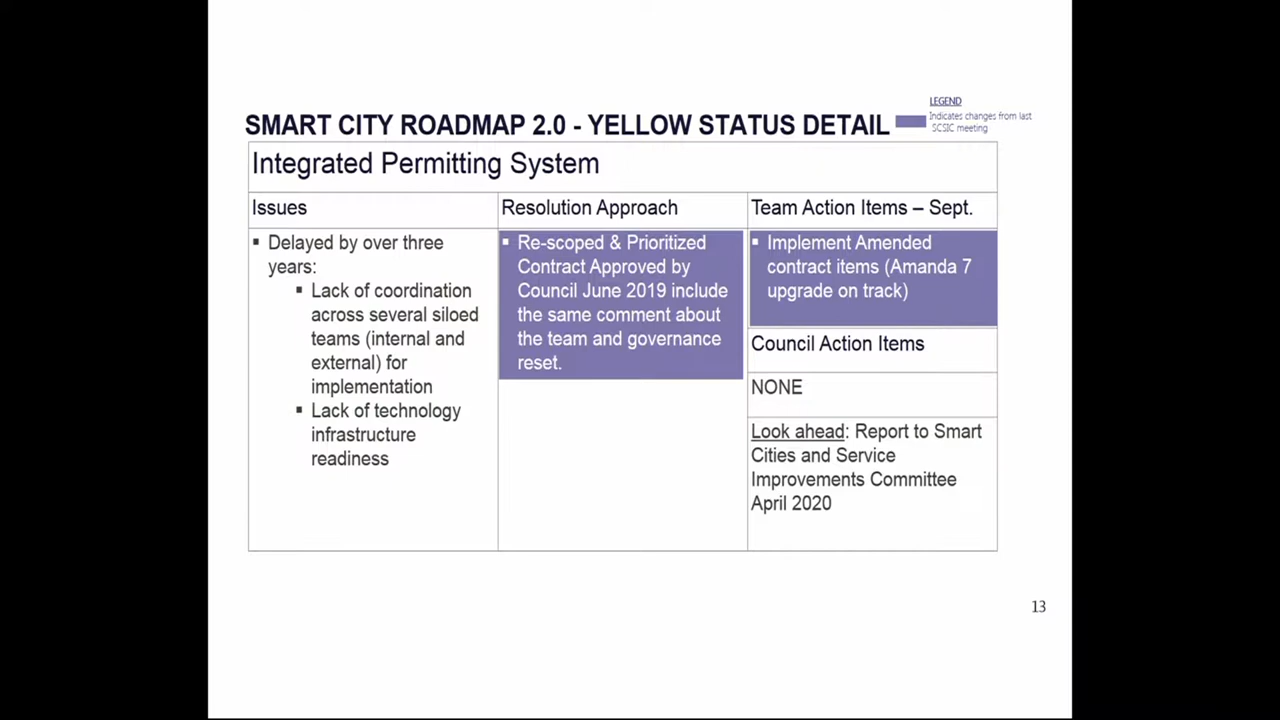 LEGEND
Indicates changes from last
SCSIC meeting
SMART CITY ROADMAP 2.0 - YELLOW STATUS DETAIL
Integrated Permitting System
Issues
▪ Delayed by over three
years:
▪ Lack of coordination
across several siloed
teams (internal and
external) for
implementation
▪ Lack of technology
infrastructure
readiness
Resolution Approach
▪ Re-scoped & Prioritized
Contract Approved by
Council June 2019 include
the same comment about
the team and governance
reset.
Team Action Items – Sept.
▪ Implement Amended
contract items (Amanda 7
upgrade on track)
Council Action Items
NONE
Look ahead: Report to Smart
Cities and Service
Improvements Committee
April 2020
13